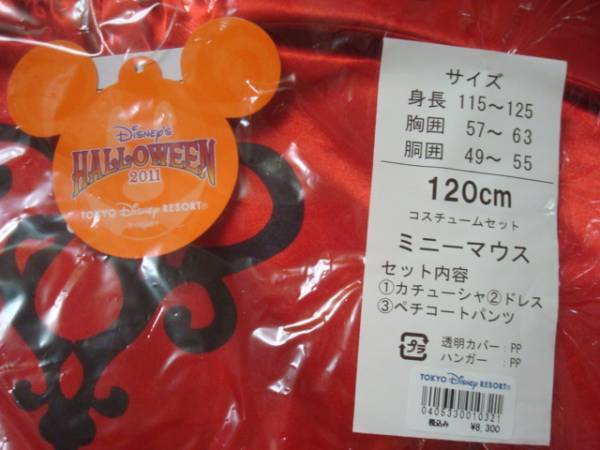 Disney's
HALLOWEEN
2011
TOKYO Disney RESORT®
サイズ
身長 115～125
胸囲 57～ 63
胴囲 49～ 55
120cm
コスチュームセット
ミニーマウス
セット内容
①カチューシャ②ドレス
③ペチコートパンツ
プラ
透明カバー：PP
ハンガー：PP
TOKYO Disney RESORT®
0405330010321
税込み ¥8,300